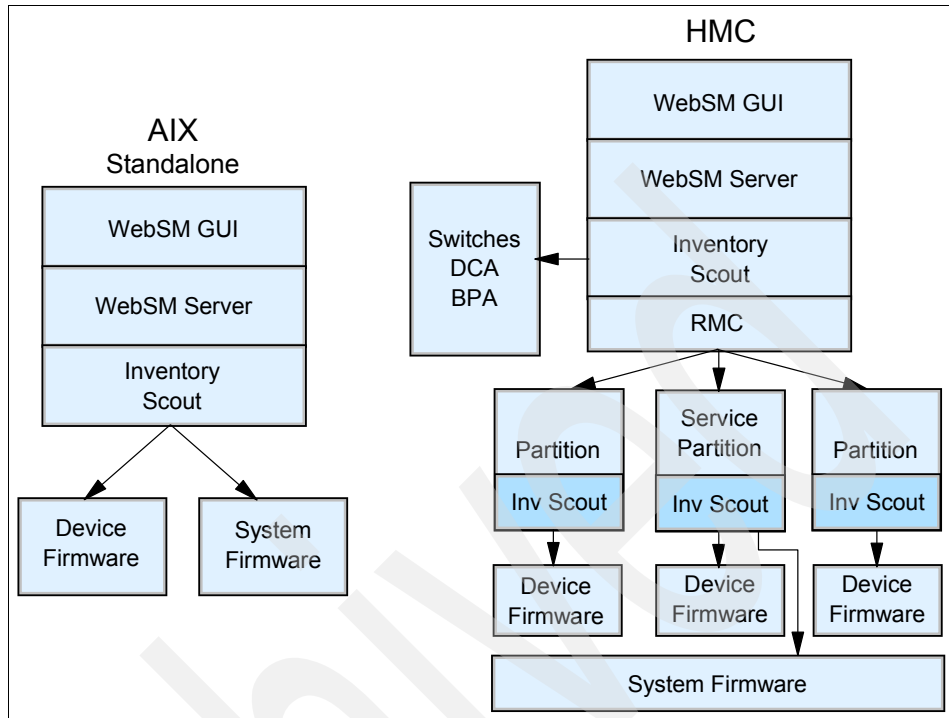 AIX
Standalone
WebSM GUI
WebSM Server
Inventory
Scout
Device
Firmware
System
Firmware
HMC
WebSM GUI
WebSM Server
Inventory
Scout
RMC
Switches
DCA
BPA
Partition
Inv Scout
Service
Partition
Inv Scout
Partition
Inv Scout
Device
Firmware
Device
Firmware
Device
Firmware
System Firmware